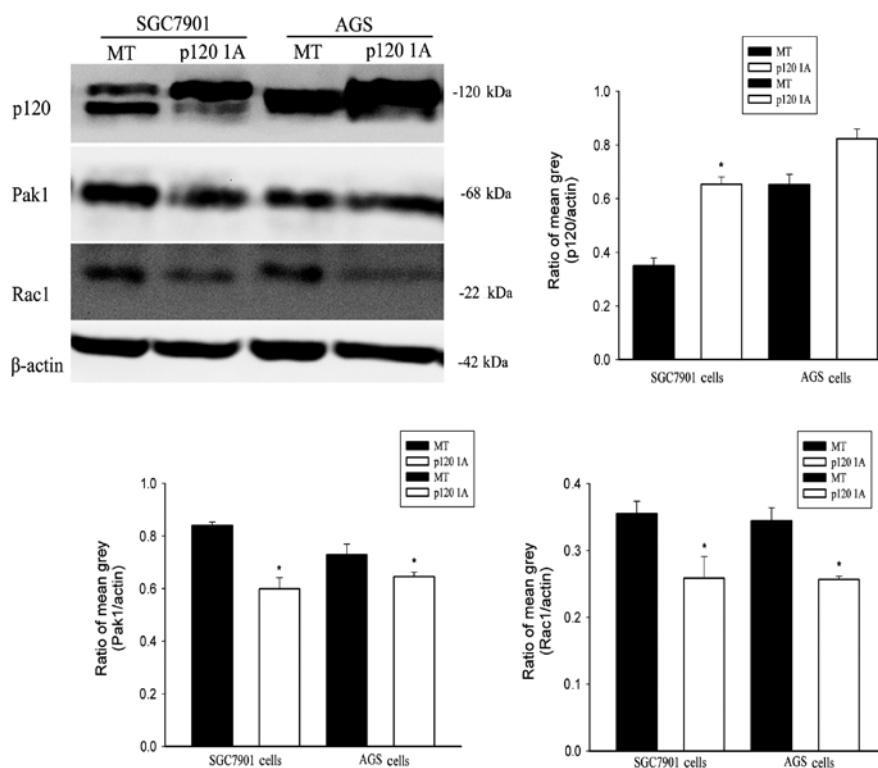 SGC7901 AGS
MT p120 1A MT p120 1A
p120
-120 kDa
Pak1
-68 kDa
Rac1
-22 kDa
β-actin
-42 kDa
MT
p120 1A
MT
p120 1A
Ratio of mean grey
(p120/actin)
1.0
0.8
0.6
0.4
0.2
0.0
*
SGC7901 cells AGS cells
MT
p120 1A
MT
p120 1A
Ratio of mean grey
(Pak1/actin)
1.0
0.8
0.6
0.4
0.2
0.0
* *
SGC7901 cells AGS cells
MT
p120 1A
MT
p120 1A
Ratio of mean grey
(Rac1/actin)
0.4
0.3
0.2
0.1
0.0
* *
SGC7901 cells AGS cells